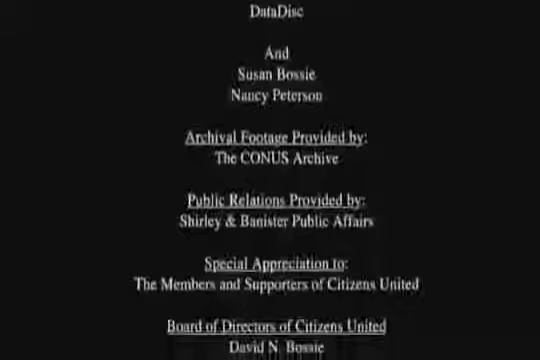 DataDisc
And
Susan Bossie
Nancy Peterson
Archival Footage Provided by:
The CONUS Archive
Public Relations Provided by:
Shirley & Banister Public Affairs
Special Appreciation to:
The Members and Supporters of Citizens United
Board of Directors of Citizens United
David N. Bossie